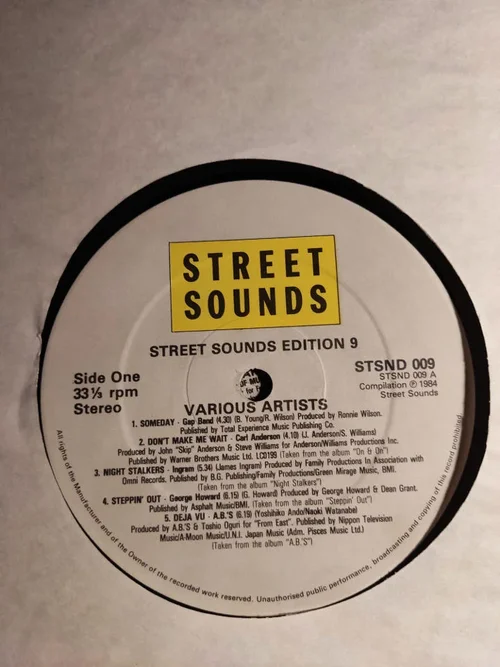 STREET
SOUNDS
STREET SOUNDS EDITION 9
Side One
33⅓ rpm
Stereo
STSND 009
STSND 009 A
Compilation ℗ 1984
Street Sounds
VARIOUS ARTISTS
1. SOMEDAY - Gap Band (4.30) (B. Young/R. Wilson) Produced by Ronnie Wilson.
Published by Total Experience Music Publishing Co.
2. DON'T MAKE ME WAIT - Carl Anderson (4.10) (J. Anderson/S. Williams)
Produced by John "Skip" Anderson & Steve Williams for Anderson/Williams Productions Inc.
Published by Warner Brothers Music Ltd. LC0199 (Taken from the album "On & On")
3. NIGHT STALKERS - Ingram (5.34) (James Ingram) Produced by Family Productions In Association with
Omni Records. Published by B.G. Publishing/Family Productions/Green Mirage Music, BMI.
(Taken from the album "Night Stalkers")
4. STEPPIN' OUT - George Howard (6.15) (G. Howard) Produced by George Howard & Dean Grant.
Published by Asphalt Music/BMI. (Taken from the album "Steppin' Out")
5. DEJA VU - A.B.'S (6.19) (Yoshihiko Ando/Naoki Watanabe)
Produced by A.B'S & Toshio Oguri for "From East". Published by Nippon Television
Music/A-Moon Music/U.N.I. Japan Music (Adm. Pisces Music Ltd.)
(Taken from the album "A.B.'S")
All rights of the Manufacturer end of the Owner of the recorded work reserved. Unauthorised public performance, broadcasting and copying of this record prohibited.